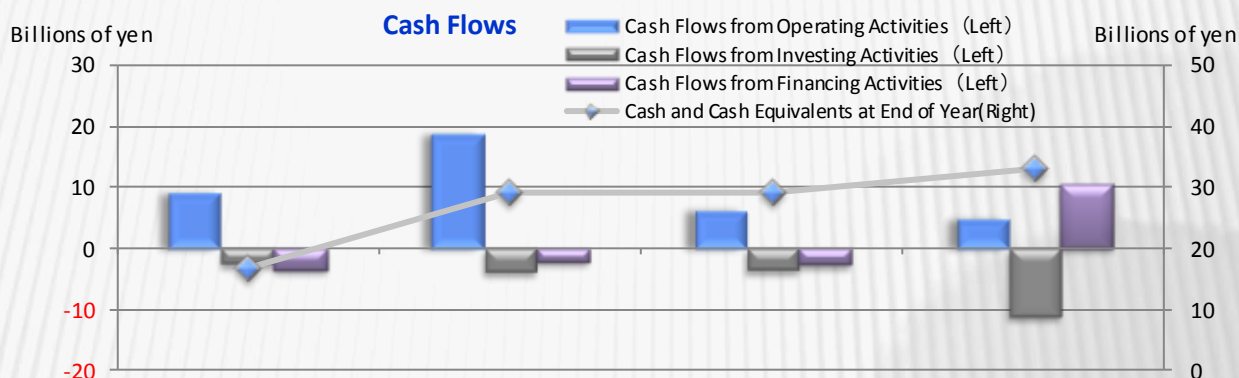 Cash Flows
Cash Flows from Operating Activities （Left）
Billions of yen
Billions of yen
Cash Flows from Investing Activities （Left）
Cash Flows from Financing Activities （Left）
Cash and Cash Equivalents at End of Year(Right)
30
50
20
40
10
30
0
20
-10
10
-20
0